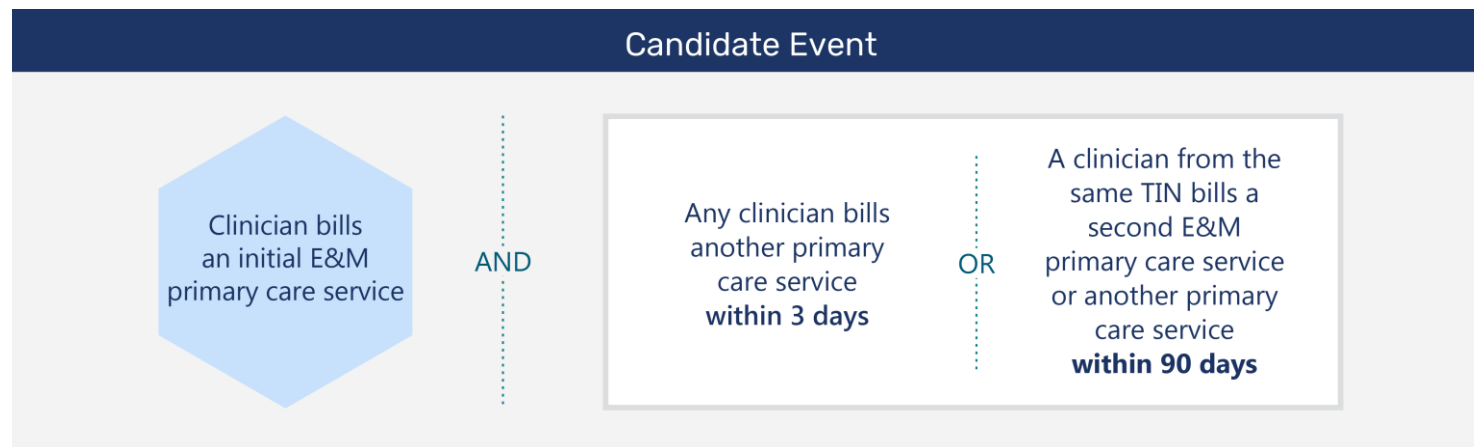 Candidate Event
Clinician bills
an initial E&M
primary care service
AND
Any clinician bills
another primary
care service
within 3 days
OR
A clinician from the
same TIN bills a
second E&M
primary care service
or another primary
care service
within 90 days